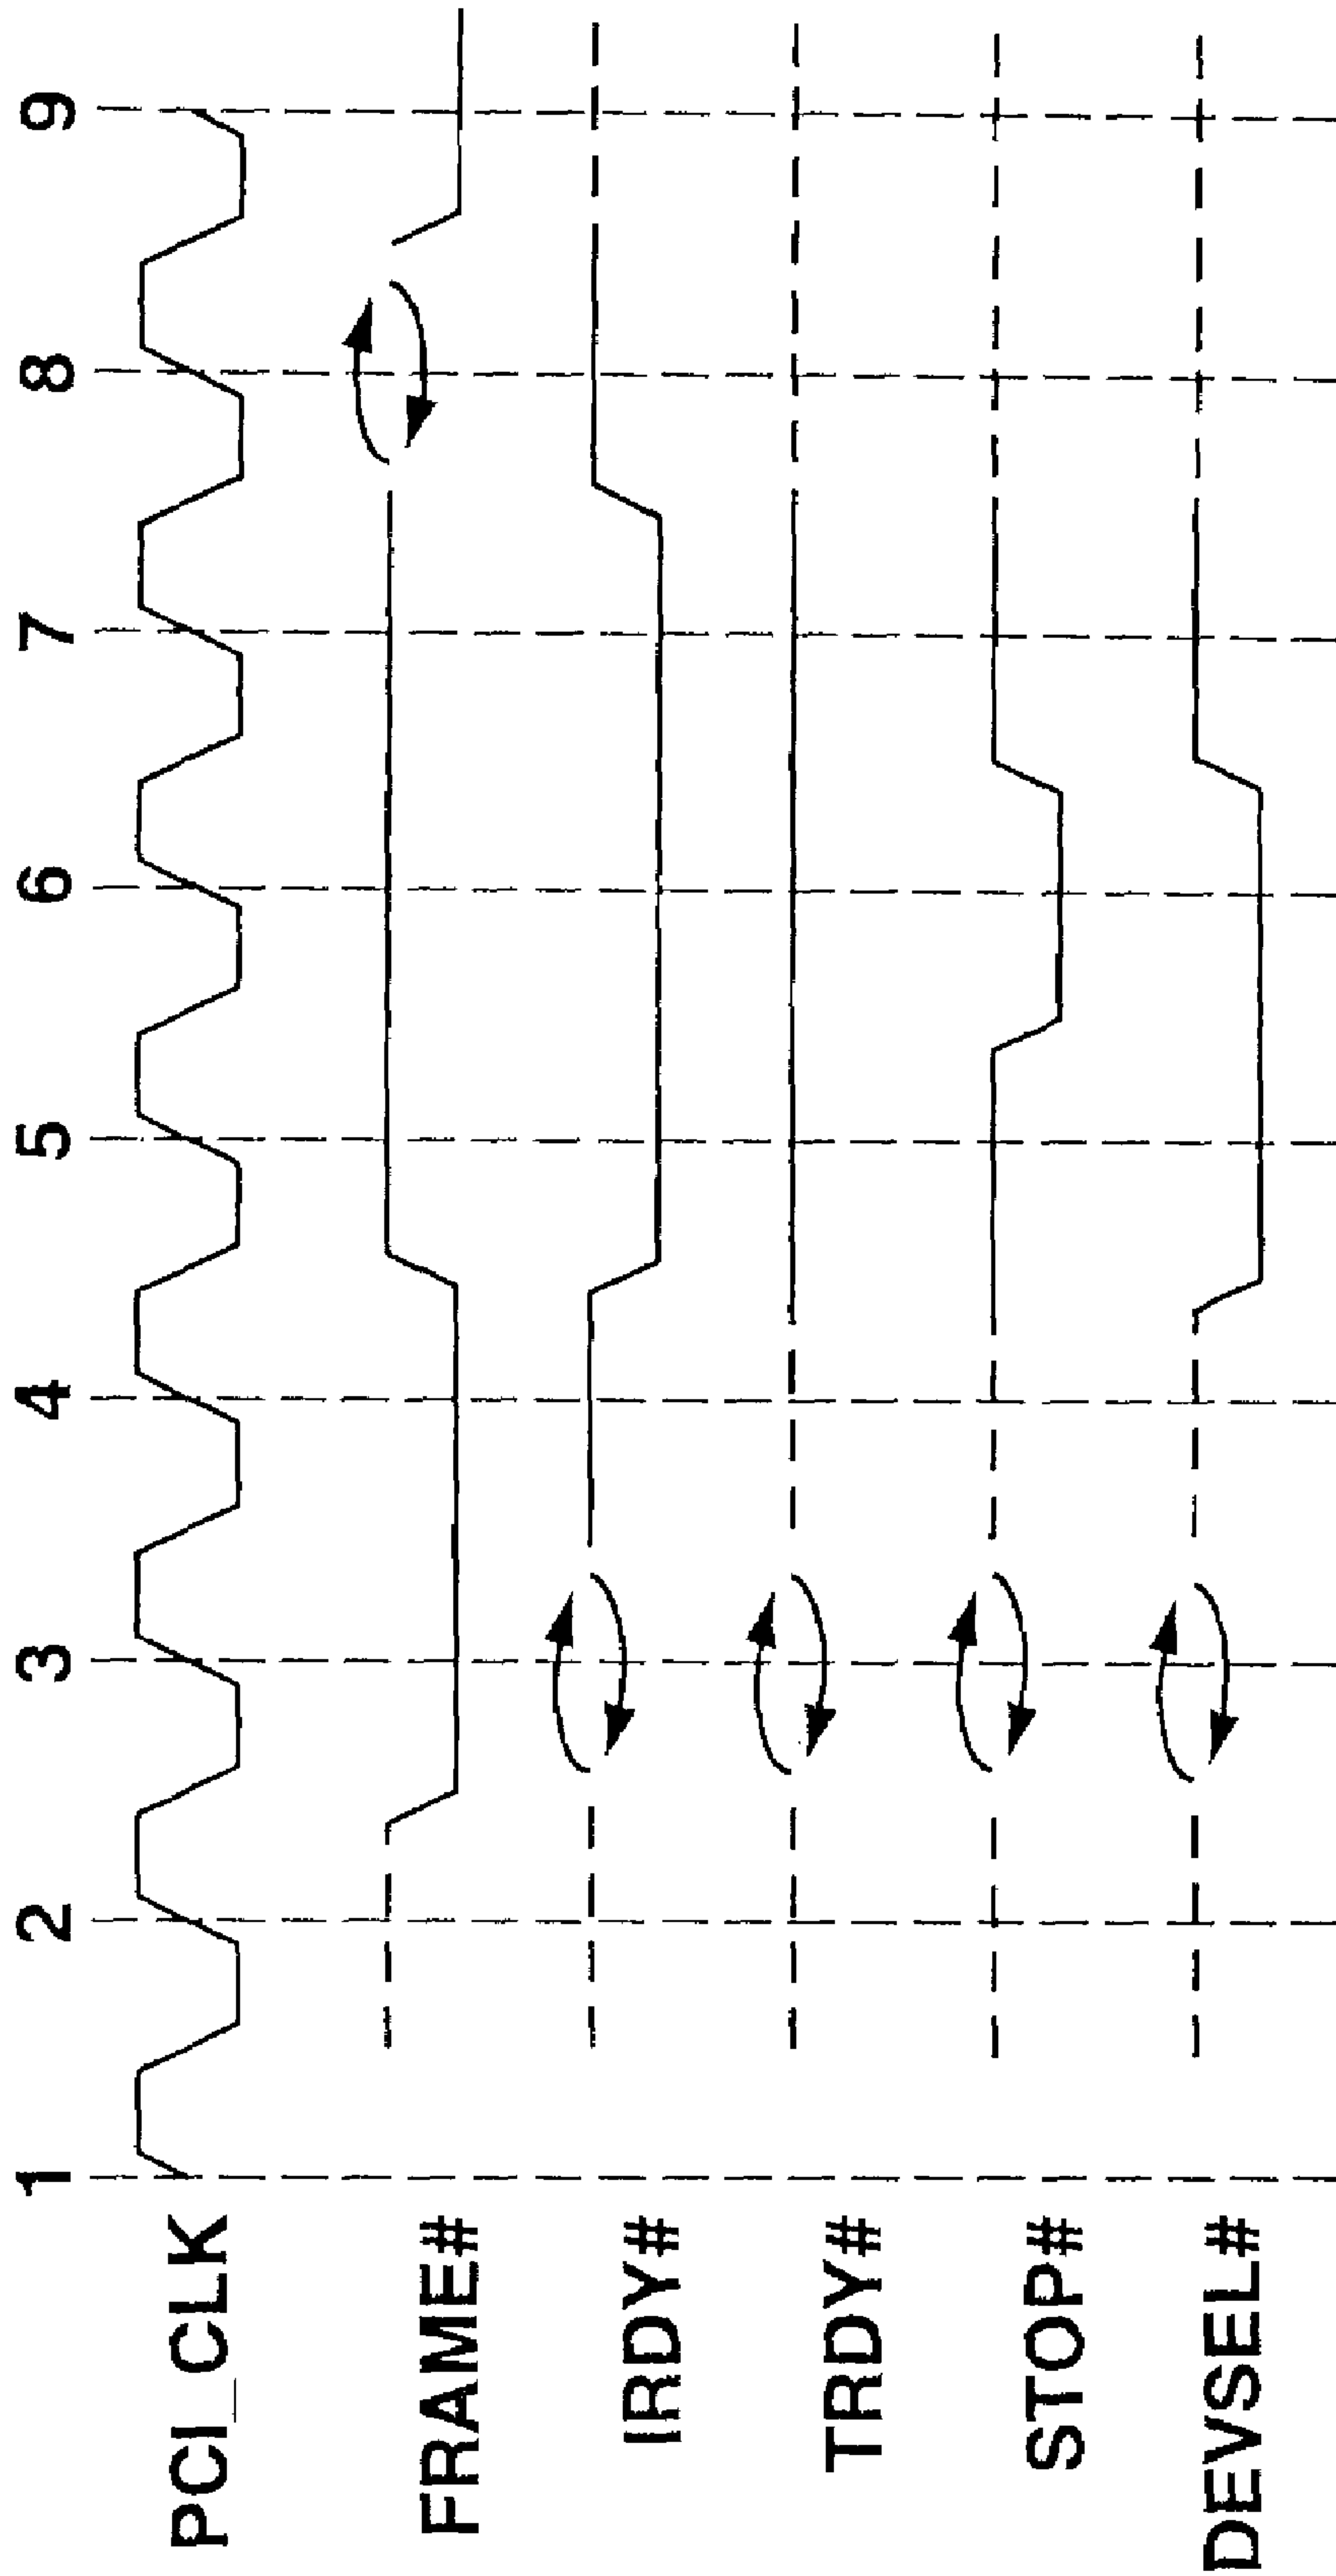 1 2 3 4 5 6 7 8 9
PCI_CLK
FRAME#
IRDY#
TRDY#
STOP#
DEVSEL#